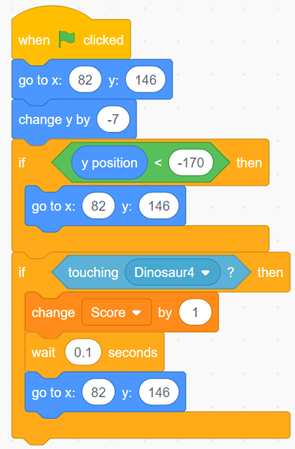 when clicked
go to x: 82 y: 146
change y by -7
if y position < -170 then
go to x: 82 y: 146
if touching Dinosaur4 ? then
change Score by 1
wait 0.1 seconds
go to x: 82 y: 146